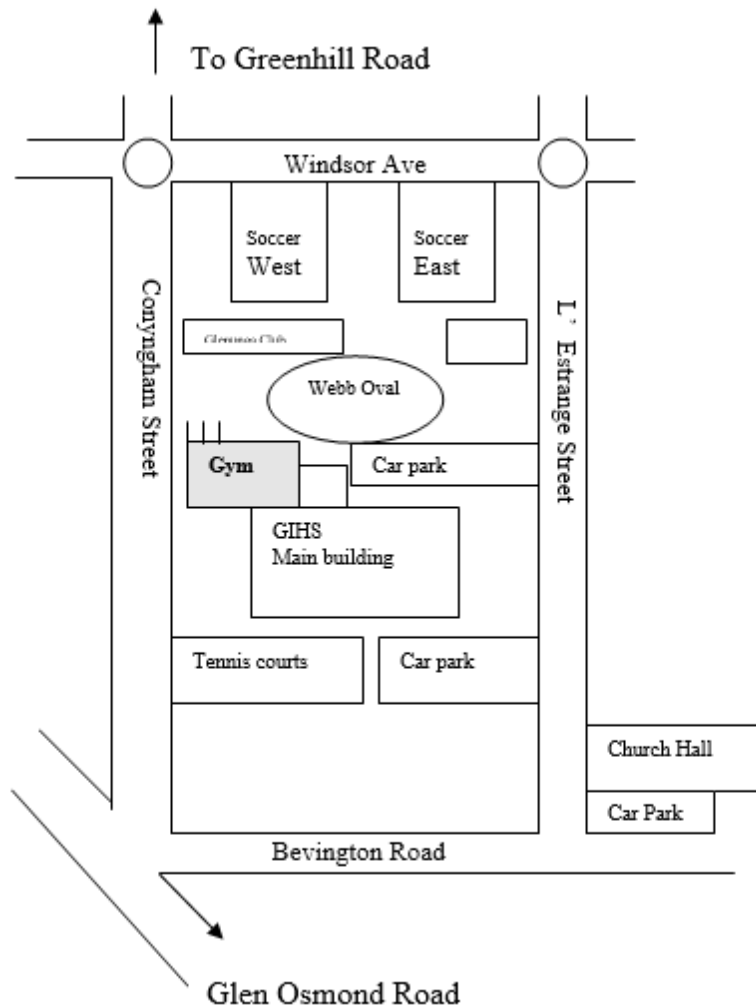 To Greenhill Road
Windsor Ave
Soccer
West
Soccer
East
Conyngham Street
L' Estrange Street
Club
Webb Oval
Gym
Car park
GIHS
Main building
Tennis courts
Car park
Church Hall
Car Park
Bevington Road
Glen Osmond Road